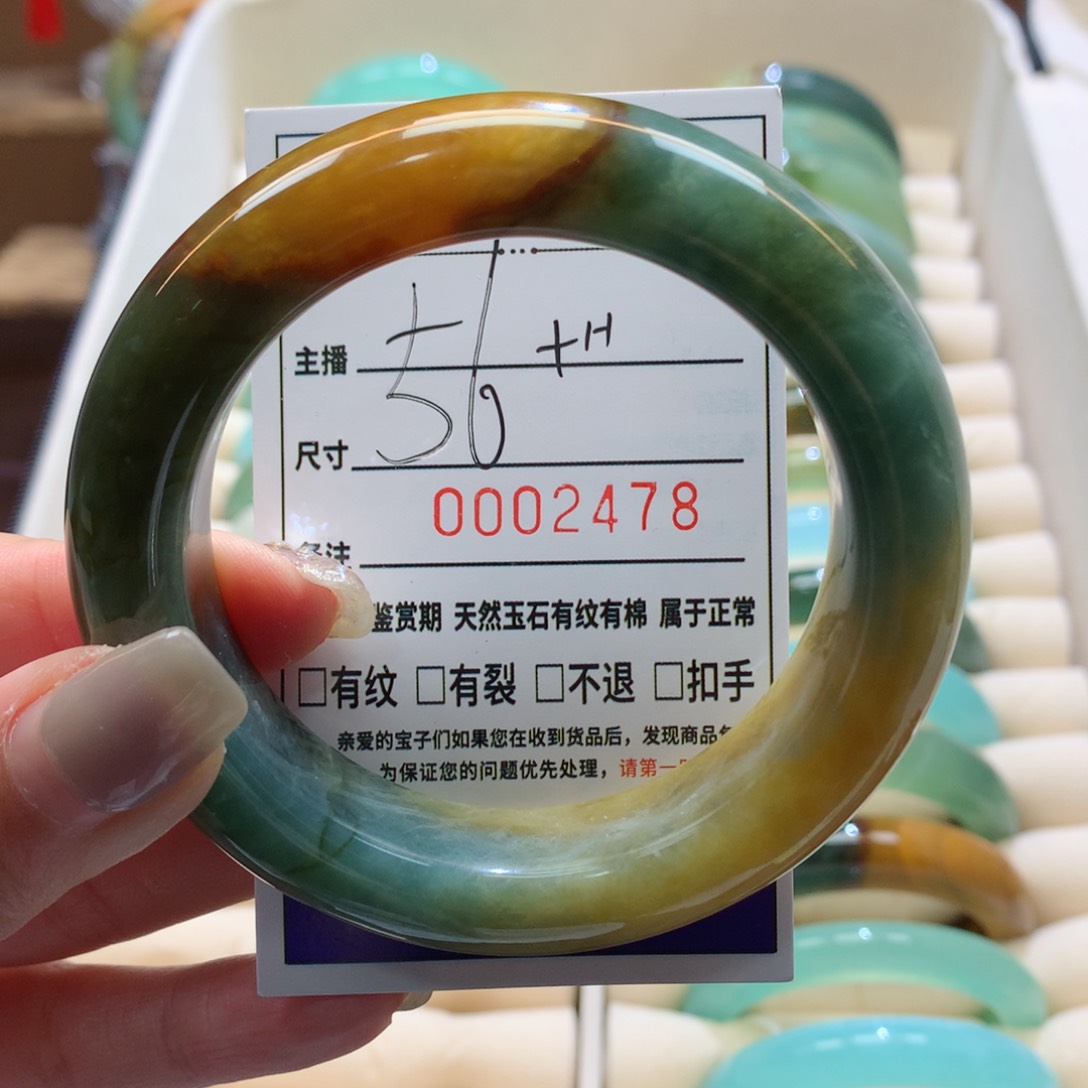 主播
56 +H
尺寸
0002478
备注
鉴赏期 天然玉石有纹有棉 属于正常
□有纹 □有裂 □不退 □扣手
亲爱的宝子们如果您在收到货品后，发现商品
为保证您的问题优先处理，请第一